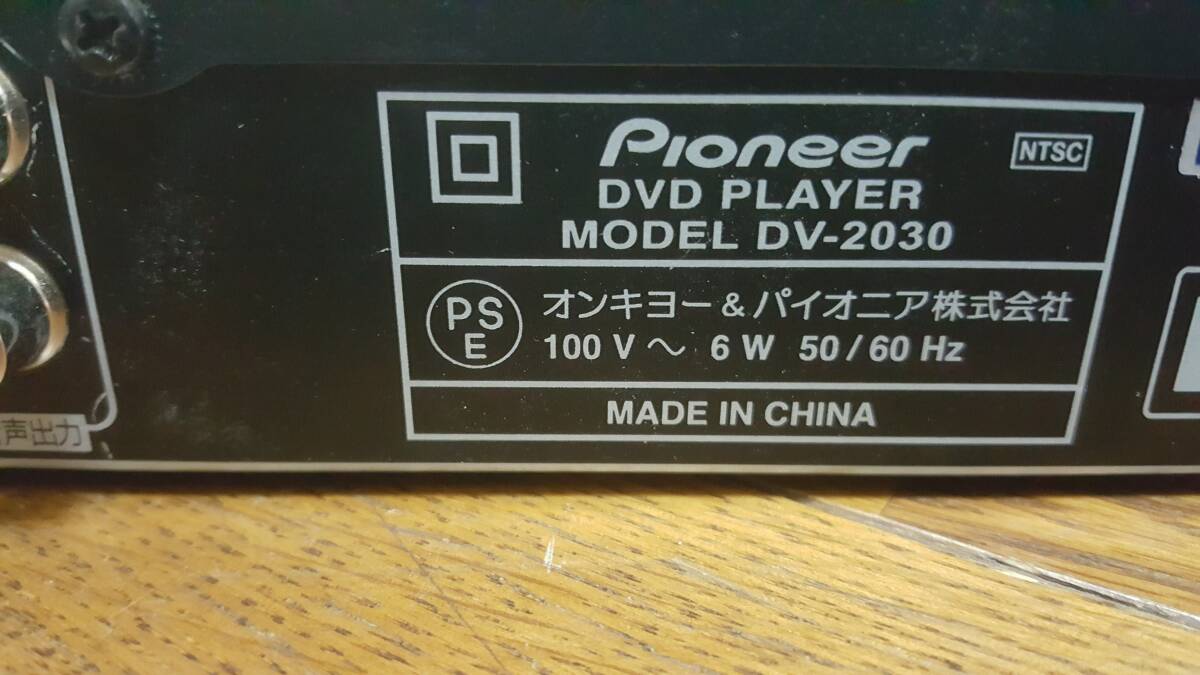 Pioneer
NTSC
DVD PLAYER
MODEL DV-2030
PS
E
オンキヨー&パイオニア株式会社
100 V ～ 6 W 50/60 Hz
MADE IN CHINA
声出力